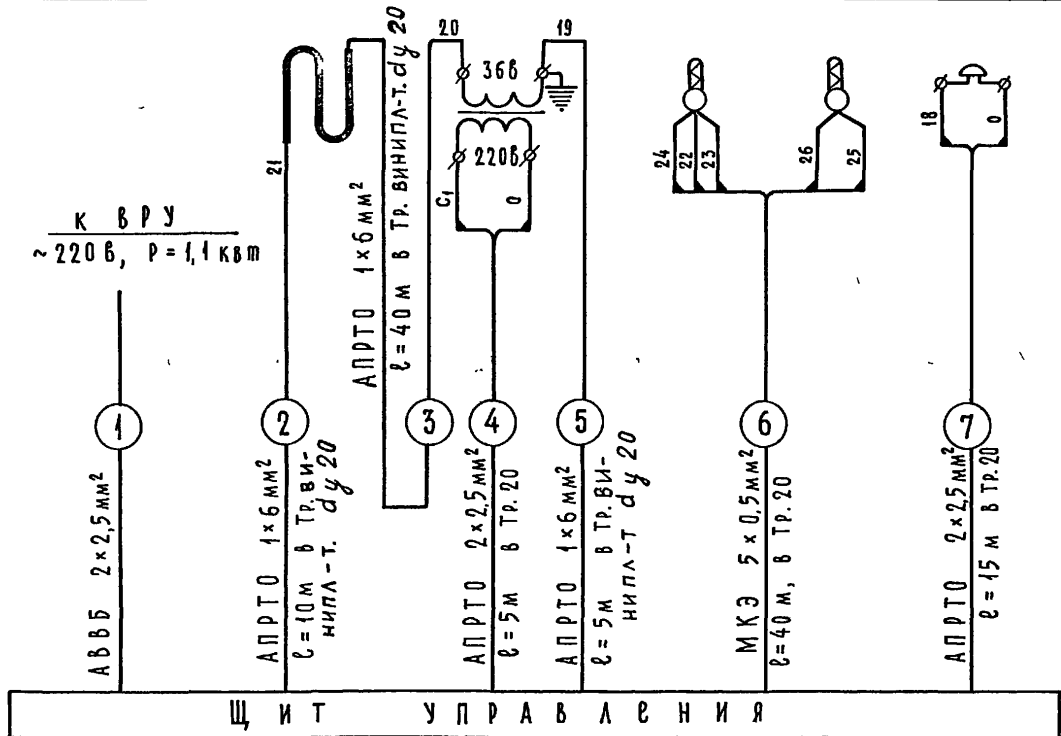 К ВРУ
~ 220 в, Р = 1,1 квт
1
АВВБ 2×2,5 мм²
21
2
АПРТО 1×6 мм²
ℓ = 10 м в Тр. ви-
нипл-т. dу 20
АПРТО 1×6 мм²
ℓ = 40 м в Тр. винипл-т. dу 20
20
3
19
36 в
220 в
С₁
0
4
АПРТО 2×2,5 мм²
ℓ = 5 м в Тр. 20
5
АПРТО 1×6 мм²
ℓ = 5 м в Тр. ви-
нипл-т dу 20
24
22
23
26
25
6
МКЭ 5×0,5 мм²
ℓ = 40 м, в Тр. 20
18
0
7
АПРТО 2×2,5 мм²
ℓ = 15 м в Тр. 20
ЩИТ УПРАВЛЕНИЯ